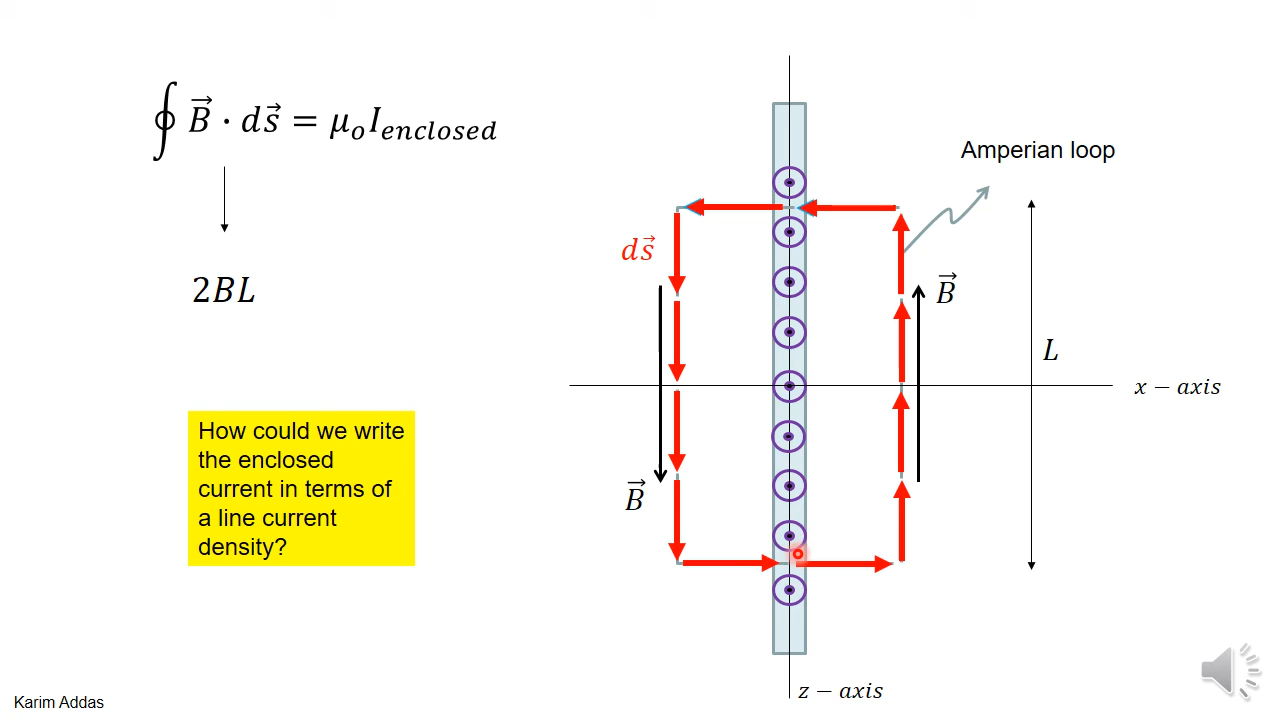 ∮ B⃗ · ds⃗ = μₒI_enclosed
Amperian loop
ds⃗
2BL
B⃗
L
x − axis
How could we write
the enclosed
current in terms of
a line current
density?
B⃗
z − axis
Karim Addas